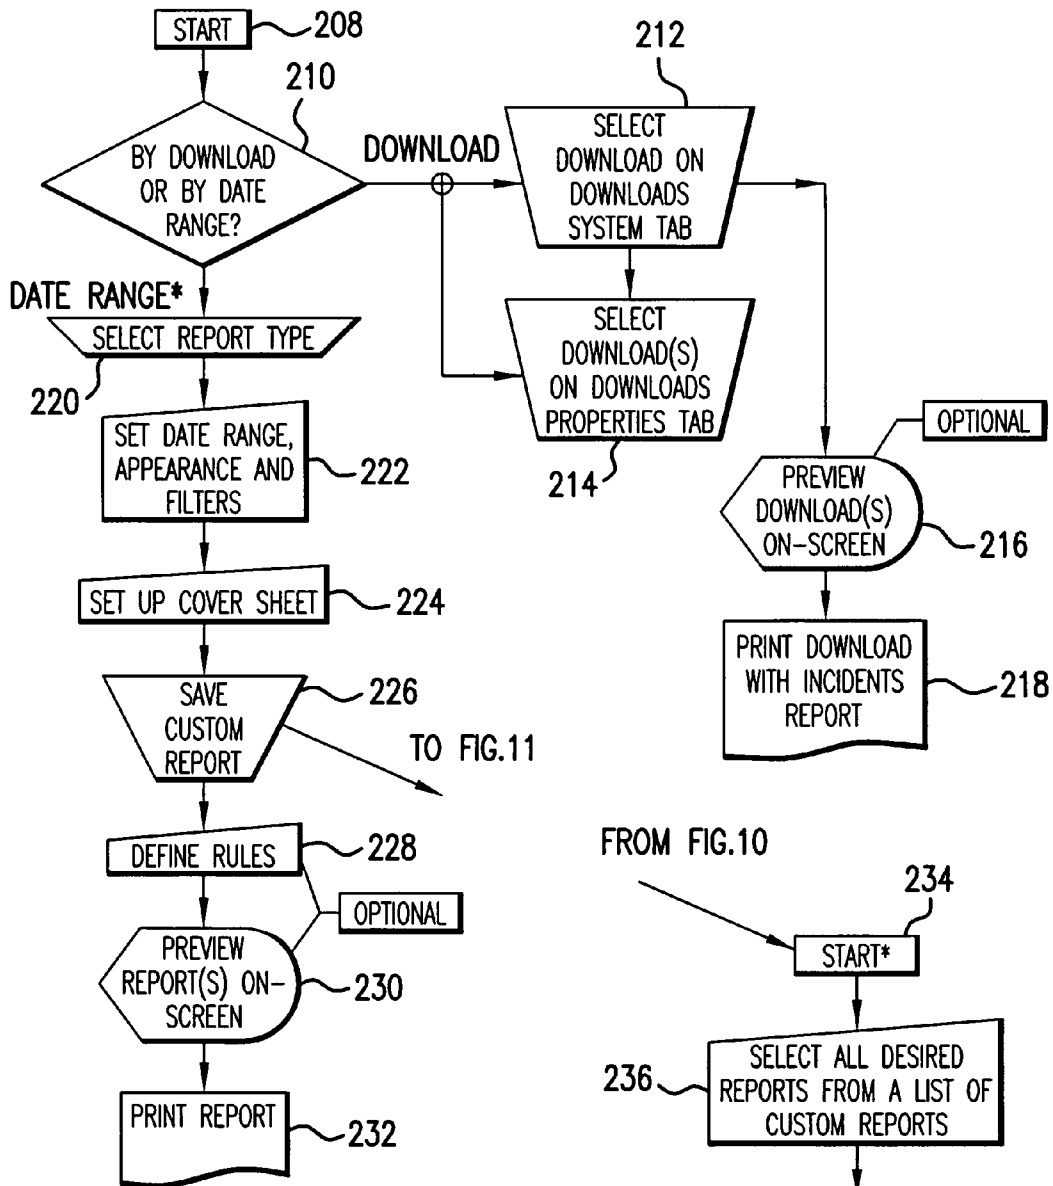 START
208
210
BY DOWNLOAD
OR BY DATE
RANGE?
DOWNLOAD
212
SELECT
DOWNLOAD ON
DOWNLOADS
SYSTEM TAB
SELECT
DOWNLOAD(S)
ON DOWNLOADS
PROPERTIES TAB
214
OPTIONAL
PREVIEW
DOWNLOAD(S)
ON-SCREEN
216
PRINT DOWNLOAD
WITH INCIDENTS
REPORT
218
DATE RANGE*
SELECT REPORT TYPE
220
SET DATE RANGE,
APPEARANCE AND
FILTERS
222
SET UP COVER SHEET
224
SAVE
CUSTOM
REPORT
226
TO FIG.11
DEFINE RULES
228
OPTIONAL
PREVIEW
REPORT(S) ON-
SCREEN
230
PRINT REPORT
232
FROM FIG.10
234
START*
SELECT ALL DESIRED
REPORTS FROM A LIST OF
CUSTOM REPORTS
236